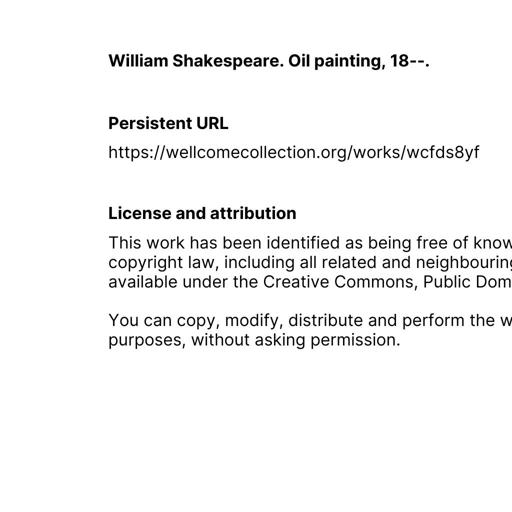 William Shakespeare. Oil painting, 18--.
Persistent URL
https://wellcomecollection.org/works/wcfds8yf
License and attribution
This work has been identified as being free of know
copyright law, including all related and neighbouring
available under the Creative Commons, Public Dom
You can copy, modify, distribute and perform the w
purposes, without asking permission.